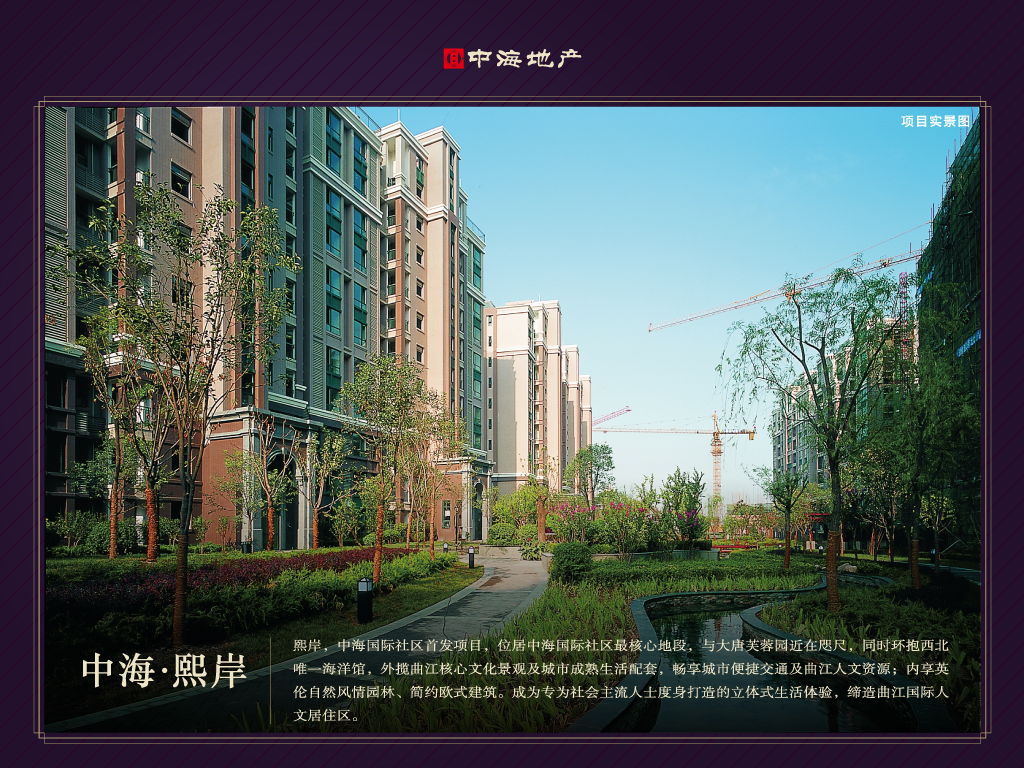 中海地产
项目实景图
中海·熙岸
熙岸，中海国际社区首发项目，位居中海国际社区最核心地段，与大唐芙蓉园近在咫尺，同时环抱西北
唯一海洋馆，外揽曲江核心文化景观及城市成熟生活配套，畅享城市便捷交通及曲江人文资源；内享英
伦自然风情园林、简约欧式建筑。成为专为社会主流人士度身打造的立体式生活体验，缔造曲江国际人
文居住区。